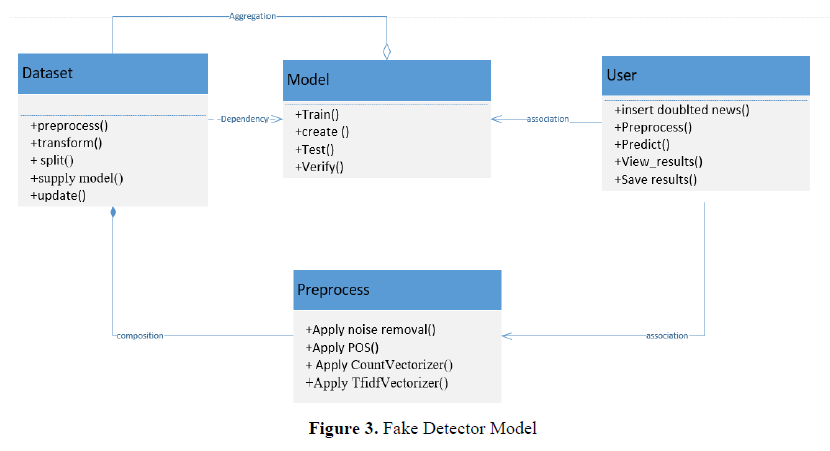 Aggregation
Dataset
+preprocess()
+transform()
+ split()
+supply model()
+update()
Dependency
Model
+Train()
+create ()
+Test()
+Verify()
association
User
+insert doublted news()
+Preprocess()
+Predict()
+View_results()
+Save results()
composition
Preprocess
+Apply noise removal()
+Apply POS()
+ Apply CountVectorizer()
+Apply TfidfVectorizer()
association
Figure 3. Fake Detector Model